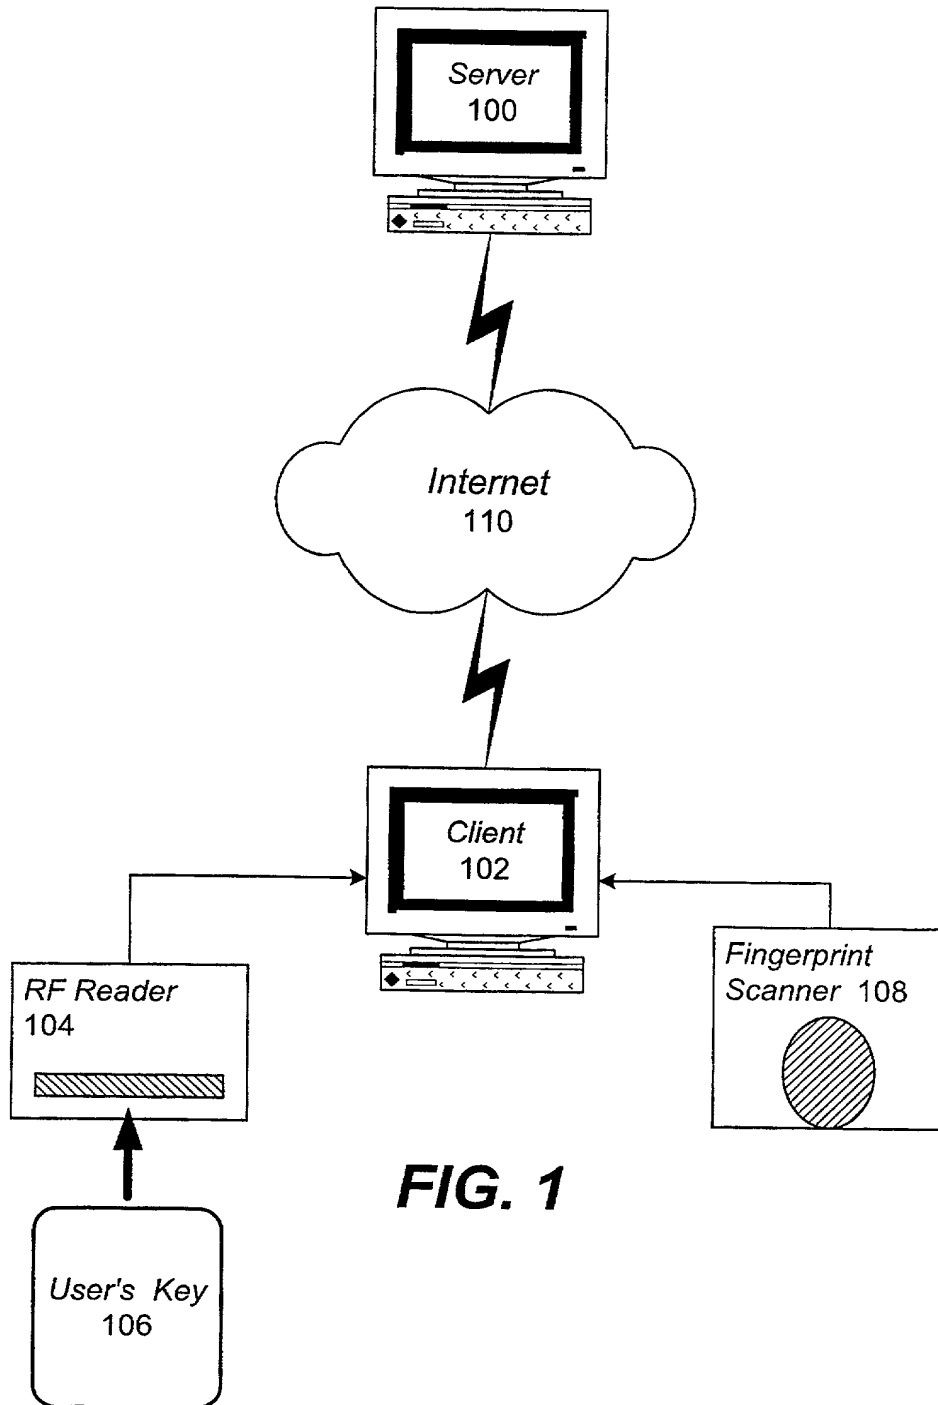 Server
100
Internet
110
Client
102
RF Reader
104
Fingerprint
Scanner 108
FIG. 1
User's Key
106